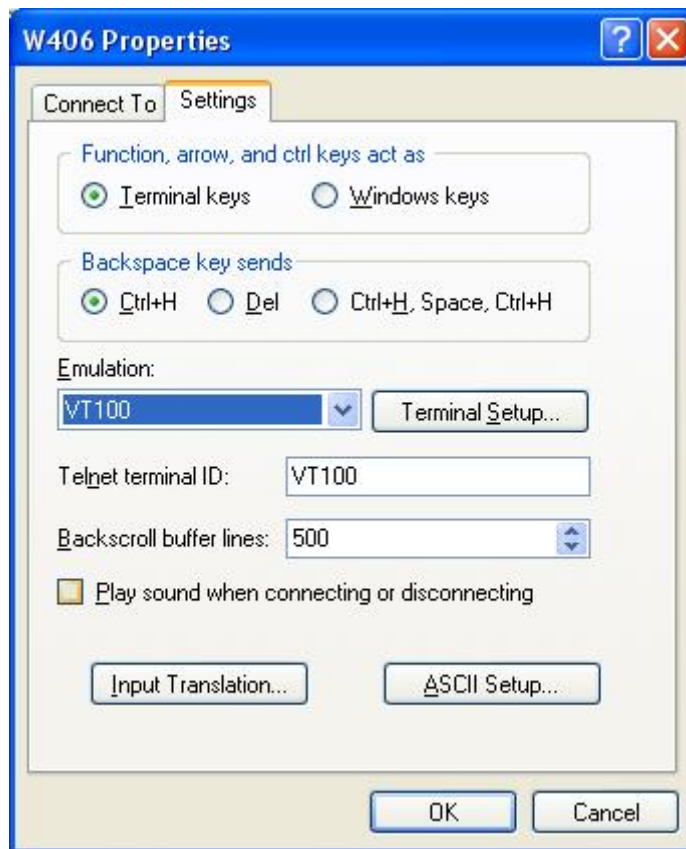 W406 Properties
Connect To Settings
Function, arrow, and ctrl keys act as
Terminal keys Windows keys
Backspace key sends
Ctrl+H Del Ctrl+H, Space, Ctrl+H
Emulation:
VT100 Terminal Setup...
Telnet terminal ID: VT100
Backscroll buffer lines: 500
Play sound when connecting or disconnecting
Input Translation... ASCII Setup...
OK Cancel